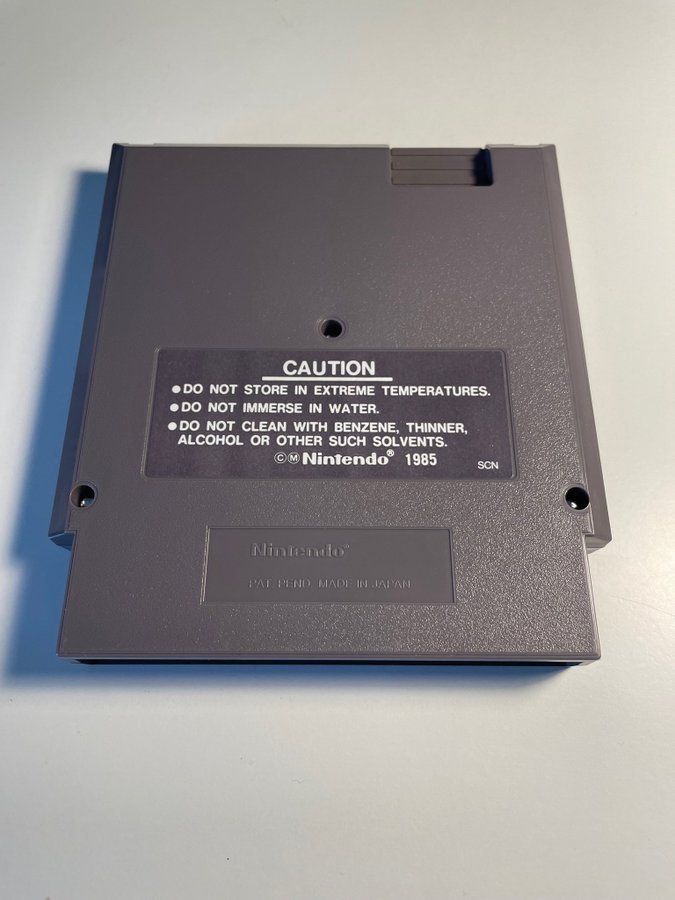 CAUTION
●DO NOT STORE IN EXTREME TEMPERATURES.
●DO NOT IMMERSE IN WATER.
●DO NOT CLEAN WITH BENZENE, THINNER,
ALCOHOL OR OTHER SUCH SOLVENTS.
ⒸⓂNintendo® 1985 SCN
Nintendo®
PAT. PEND. MADE IN JAPAN